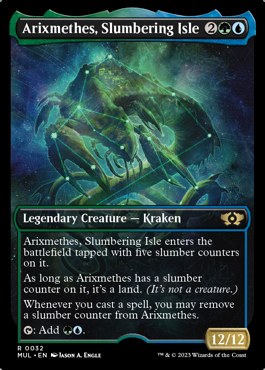 Arixmethes, Slumbering Isle 2
Legendary Creature — Kraken
Arixmethes, Slumbering Isle enters the
battlefield tapped with five slumber counters
on it.
As long as Arixmethes has a slumber
counter on it, it's a land. (It's not a creature.)
Whenever you cast a spell, you may remove
a slumber counter from Arixmethes.
: Add .
12/12
R 0032
MUL • EN Jason A. Engle
™ & © 2023 Wizards of the Coast